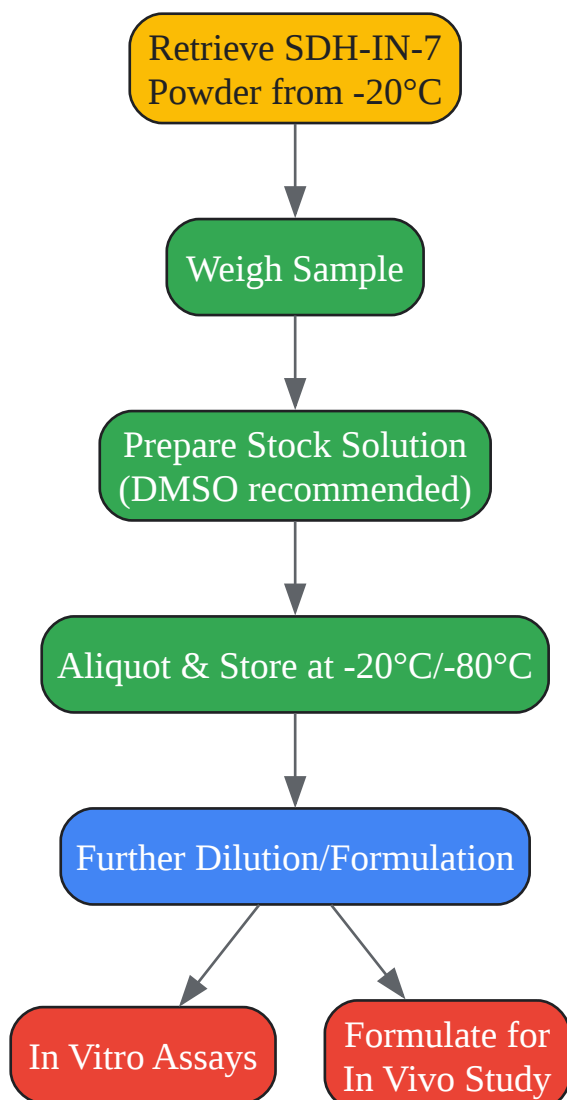 Retrieve SDH-IN-7
Powder from -20°C
Weigh Sample
Prepare Stock Solution
(DMSO recommended)
Aliquot & Store at -20°C/-80°C
Further Dilution/Formulation
In Vitro Assays
Formulate for
In Vivo Study